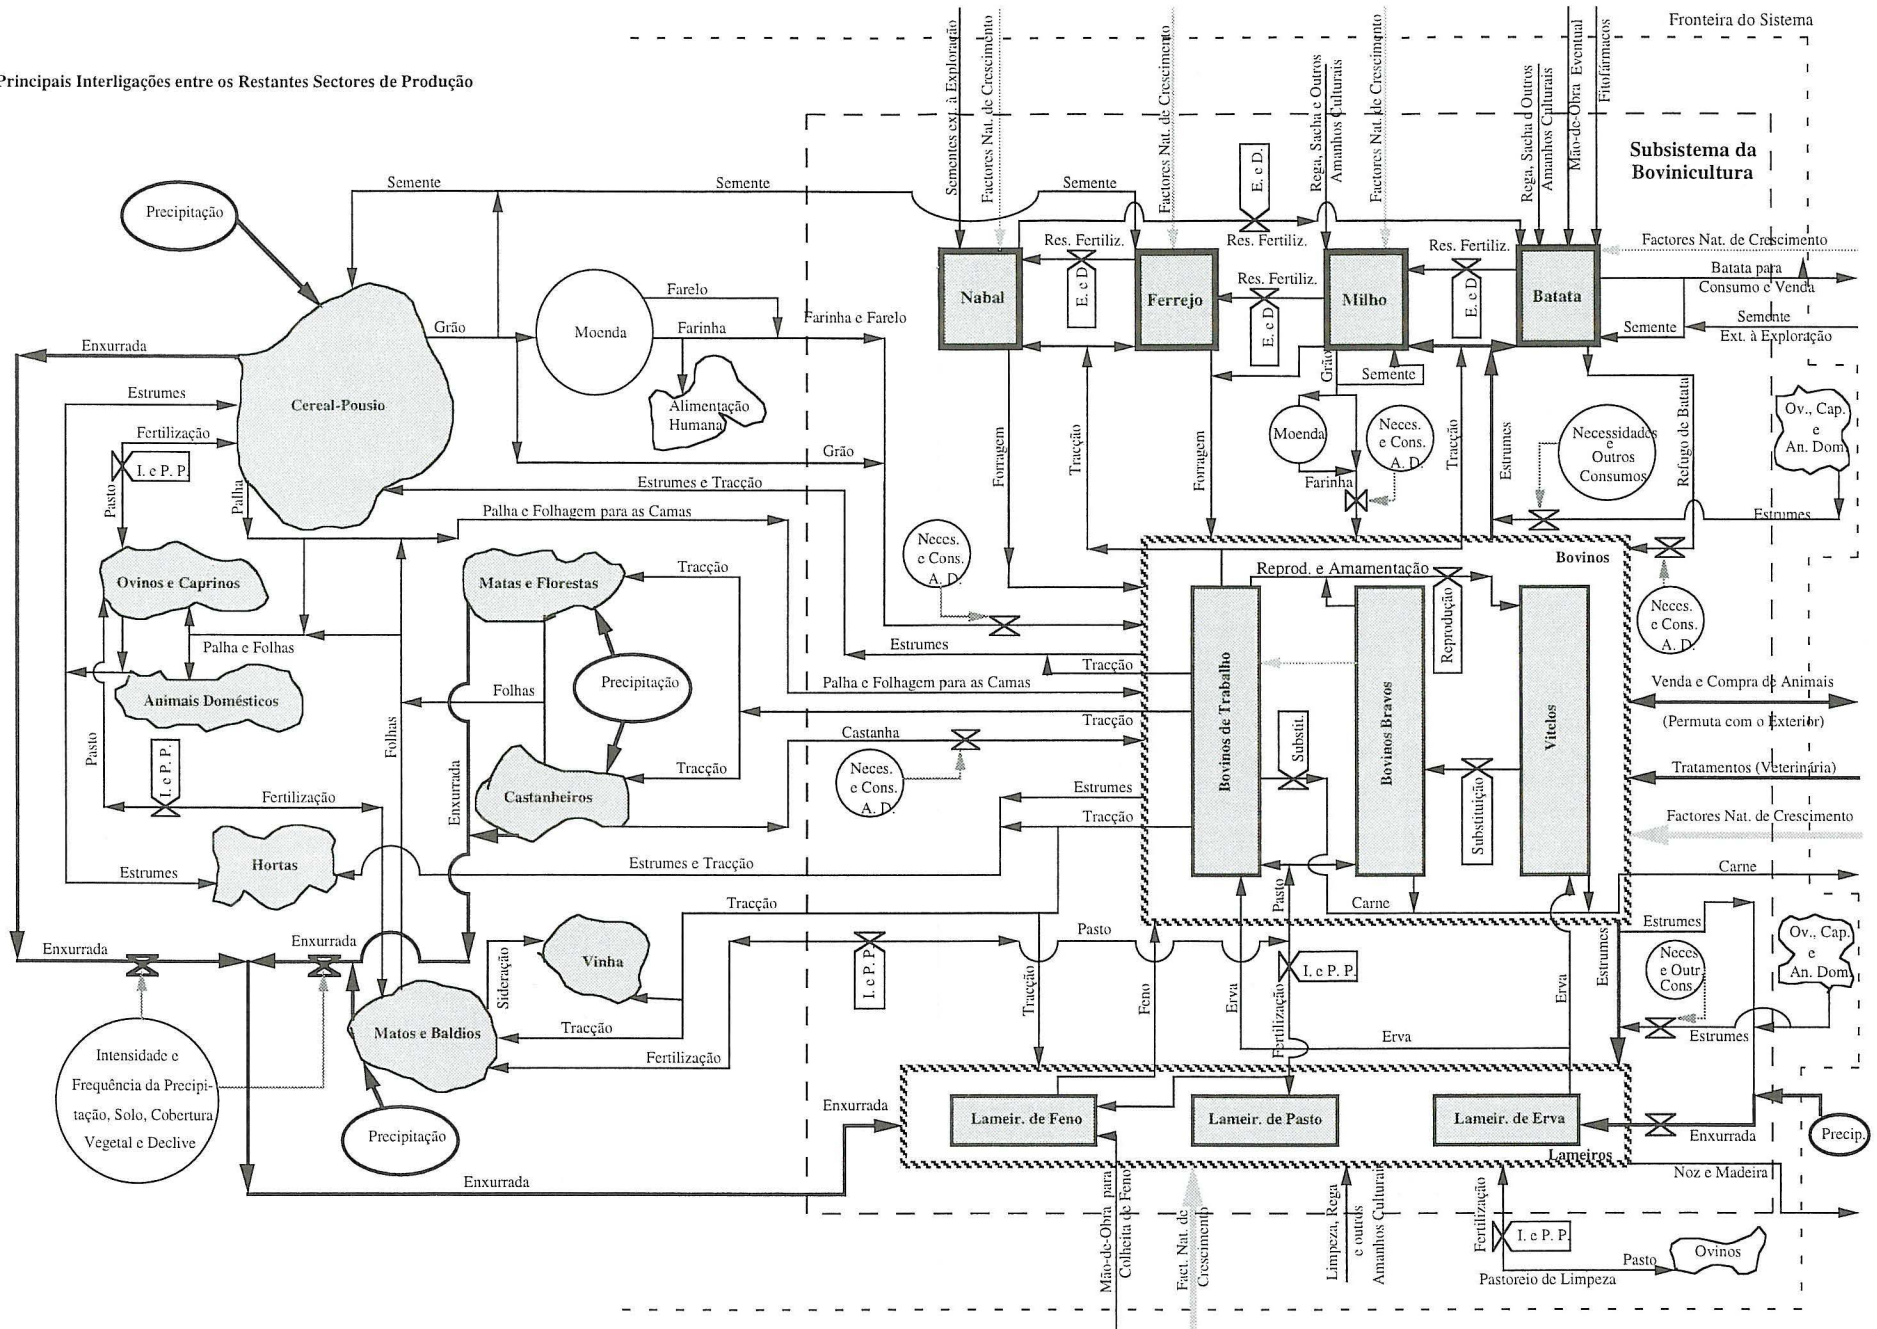 Fronteira do Sistema
Principais Interligações entre os Restantes Sectores de Produção
Sementes ext. à Exploração
Factores Nat. de Crescimento
Factores Nat. de Crescimento
Rega, Sacha e Outros
Amanhos Culturais
Factores Nat. de Crescimento
Rega, Sacha e Outros
Amanhos Culturais
Mão-de-Obra Eventual
Fitofármacos
Subsistema da
Bovinicultura
Precipitação
Semente
Semente
Semente
E. e D.
Res. Fertiliz.
Res. Fertiliz.
Res. Fertiliz.
Res. Fertiliz.
E. e D.
E. e D.
E. e D.
Factores Nat. de Crescimento
Batata para
Consumo e Venda
Semente
Semente
Ext. à Exploração
Nabal
Ferrejo
Milho
Batata
Farelo
Moenda
Grão
Farinha
Farinha e Farelo
Enxurrada
Estrumes
Cereal-Pousio
Alimentação
Humana
Grão
Semente
Moenda
Neces.
e Cons.
A. D.
Farinha
Necessidades
e
Outros
Consumos
Refugo de Batata
Ov., Cap.
e
An. Dom.
Fertilização
I. e P. P.
Pasto
Palha
Grão
Estrumes e Tracção
Forragem
Tracção
Forragem
Tracção
Estrumes
Estrumes
Palha e Folhagem para as Camas
Neces.
e Cons.
A. D.
Bovinos
Ovinos e Caprinos
Matas e Florestas
Tracção
Reprod. e Amamentação
Reprodução
Neces.
e Cons.
A. D.
Palha e Folhas
Estrumes
Tracção
Animais Domésticos
Folhas
Precipitação
Palha e Folhagem para as Camas
Venda e Compra de Animais
(Permuta com o Exterior)
Bovinos de Trabalho
Bovinos Bravos
Vitelos
Substit.
Substituição
Pasto
I. e P. P.
Folhas
Tracção
Castanha
Neces.
e Cons.
A. D.
Tracção
Tratamentos (Veterinária)
Fertilização
Enxurrada
Castanheiros
Estrumes
Tracção
Factores Nat. de Crescimento
Hortas
Estrumes
Estrumes e Tracção
Carne
Pasto
Carne
Tracção
Enxurrada
Enxurrada
Vinha
Sideração
Pasto
I. e P. P.
I. e P. P.
Estrumes
Estrumes
Neces
e Outr.
Cons.
Ov., Cap.
e
An. Dom.
Tracção
Feno
Erva
Fertilização
Erva
Matos e Baldios
Tracção
Fertilização
Erva
Estrumes
Intensidade e
Frequência da Precipi-
tação, Solo, Cobertura
Vegetal e Declive
Precipitação
Enxurrada
Lameir. de Feno
Lameir. de Pasto
Lameir. de Erva
Lameiros
Enxurrada
Precip.
Enxurrada
Noz e Madeira
Mão-de-Obra para
Colheita de Feno
Fact. Nat. de
Crescimento
Limpeza, Rega
e outros
Amanhos Culturais
Fertilização
I. e P. P.
Pasto
Ovinos
Pastoreio de Limpeza